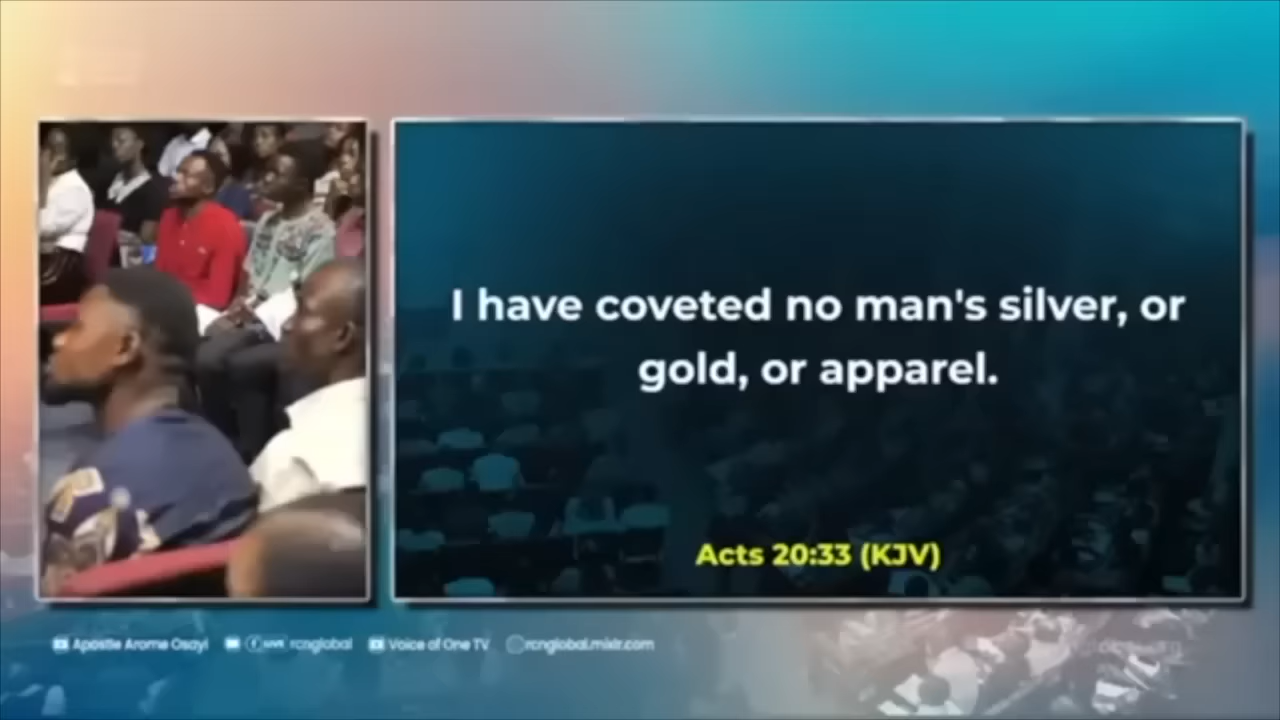 I have coveted no man's silver, or
gold, or apparel.
Acts 20:33 (KJV)
Apostle Arome Osayi rcnglobal Voice of One TV rcnglobal.mixlr.com